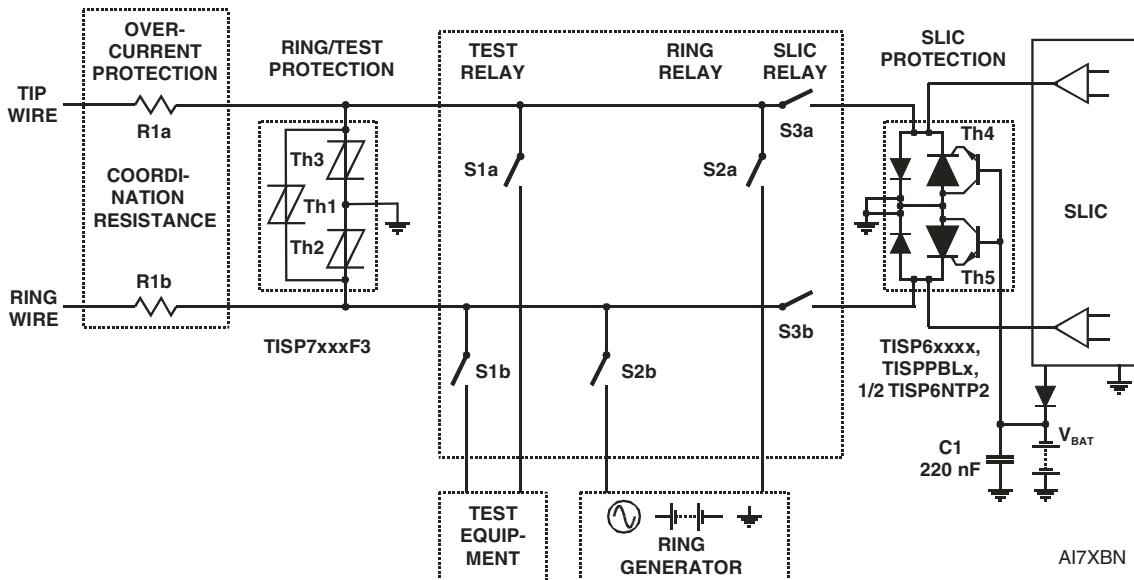 OVER-
CURRENT
PROTECTION
RING/TEST
PROTECTION
TEST
RELAY
RING
RELAY
SLIC
RELAY
SLIC
PROTECTION
TIP
WIRE
R1a
S3a
Th4
Th3
S1a
S2a
COORDI-
NATION
RESISTANCE
Th1
SLIC
Th2
Th5
R1b
RING
WIRE
S3b
TISP7xxxF3
TISP6xxxx,
TISPPBLx,
1/2 TISP6NTP2
S1b
S2b
C1
220 nF
VBAT
TEST
EQUIP-
MENT
RING
GENERATOR
AI7XBN